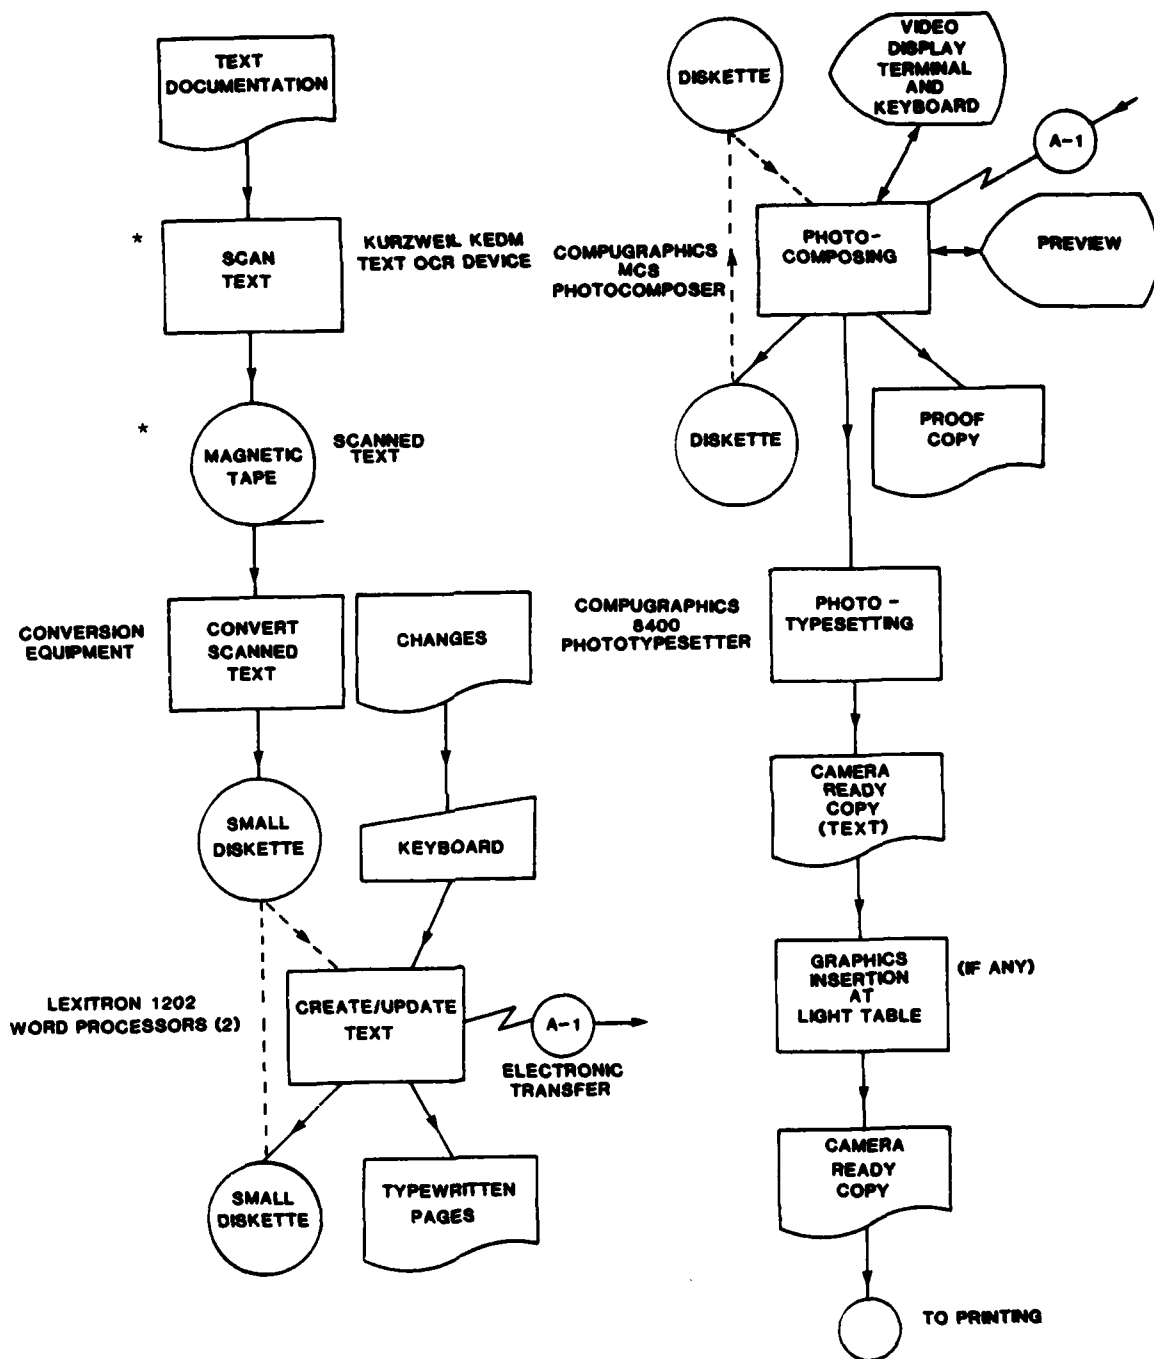 TEXT
DOCUMENTATION
*
SCAN
TEXT
KURZWEIL KEDM
TEXT OCR DEVICE
*
MAGNETIC
TAPE
SCANNED
TEXT
CONVERSION
EQUIPMENT
CONVERT
SCANNED
TEXT
CHANGES
SMALL
DISKETTE
KEYBOARD
LEXITRON 1202
WORD PROCESSORS (2)
CREATE/UPDATE
TEXT
A-1
ELECTRONIC
TRANSFER
SMALL
DISKETTE
TYPEWRITTEN
PAGES
DISKETTE
VIDEO
DISPLAY
TERMINAL
AND
KEYBOARD
A-1
COMPUGRAPHICS
MCS
PHOTOCOMPOSER
PHOTO-
COMPOSING
PREVIEW
DISKETTE
PROOF
COPY
COMPUGRAPHICS
8400
PHOTOTYPESETTER
PHOTO -
TYPESETTING
CAMERA
READY
COPY
(TEXT)
GRAPHICS
INSERTION
AT
LIGHT TABLE
(IF ANY)
CAMERA
READY
COPY
TO PRINTING